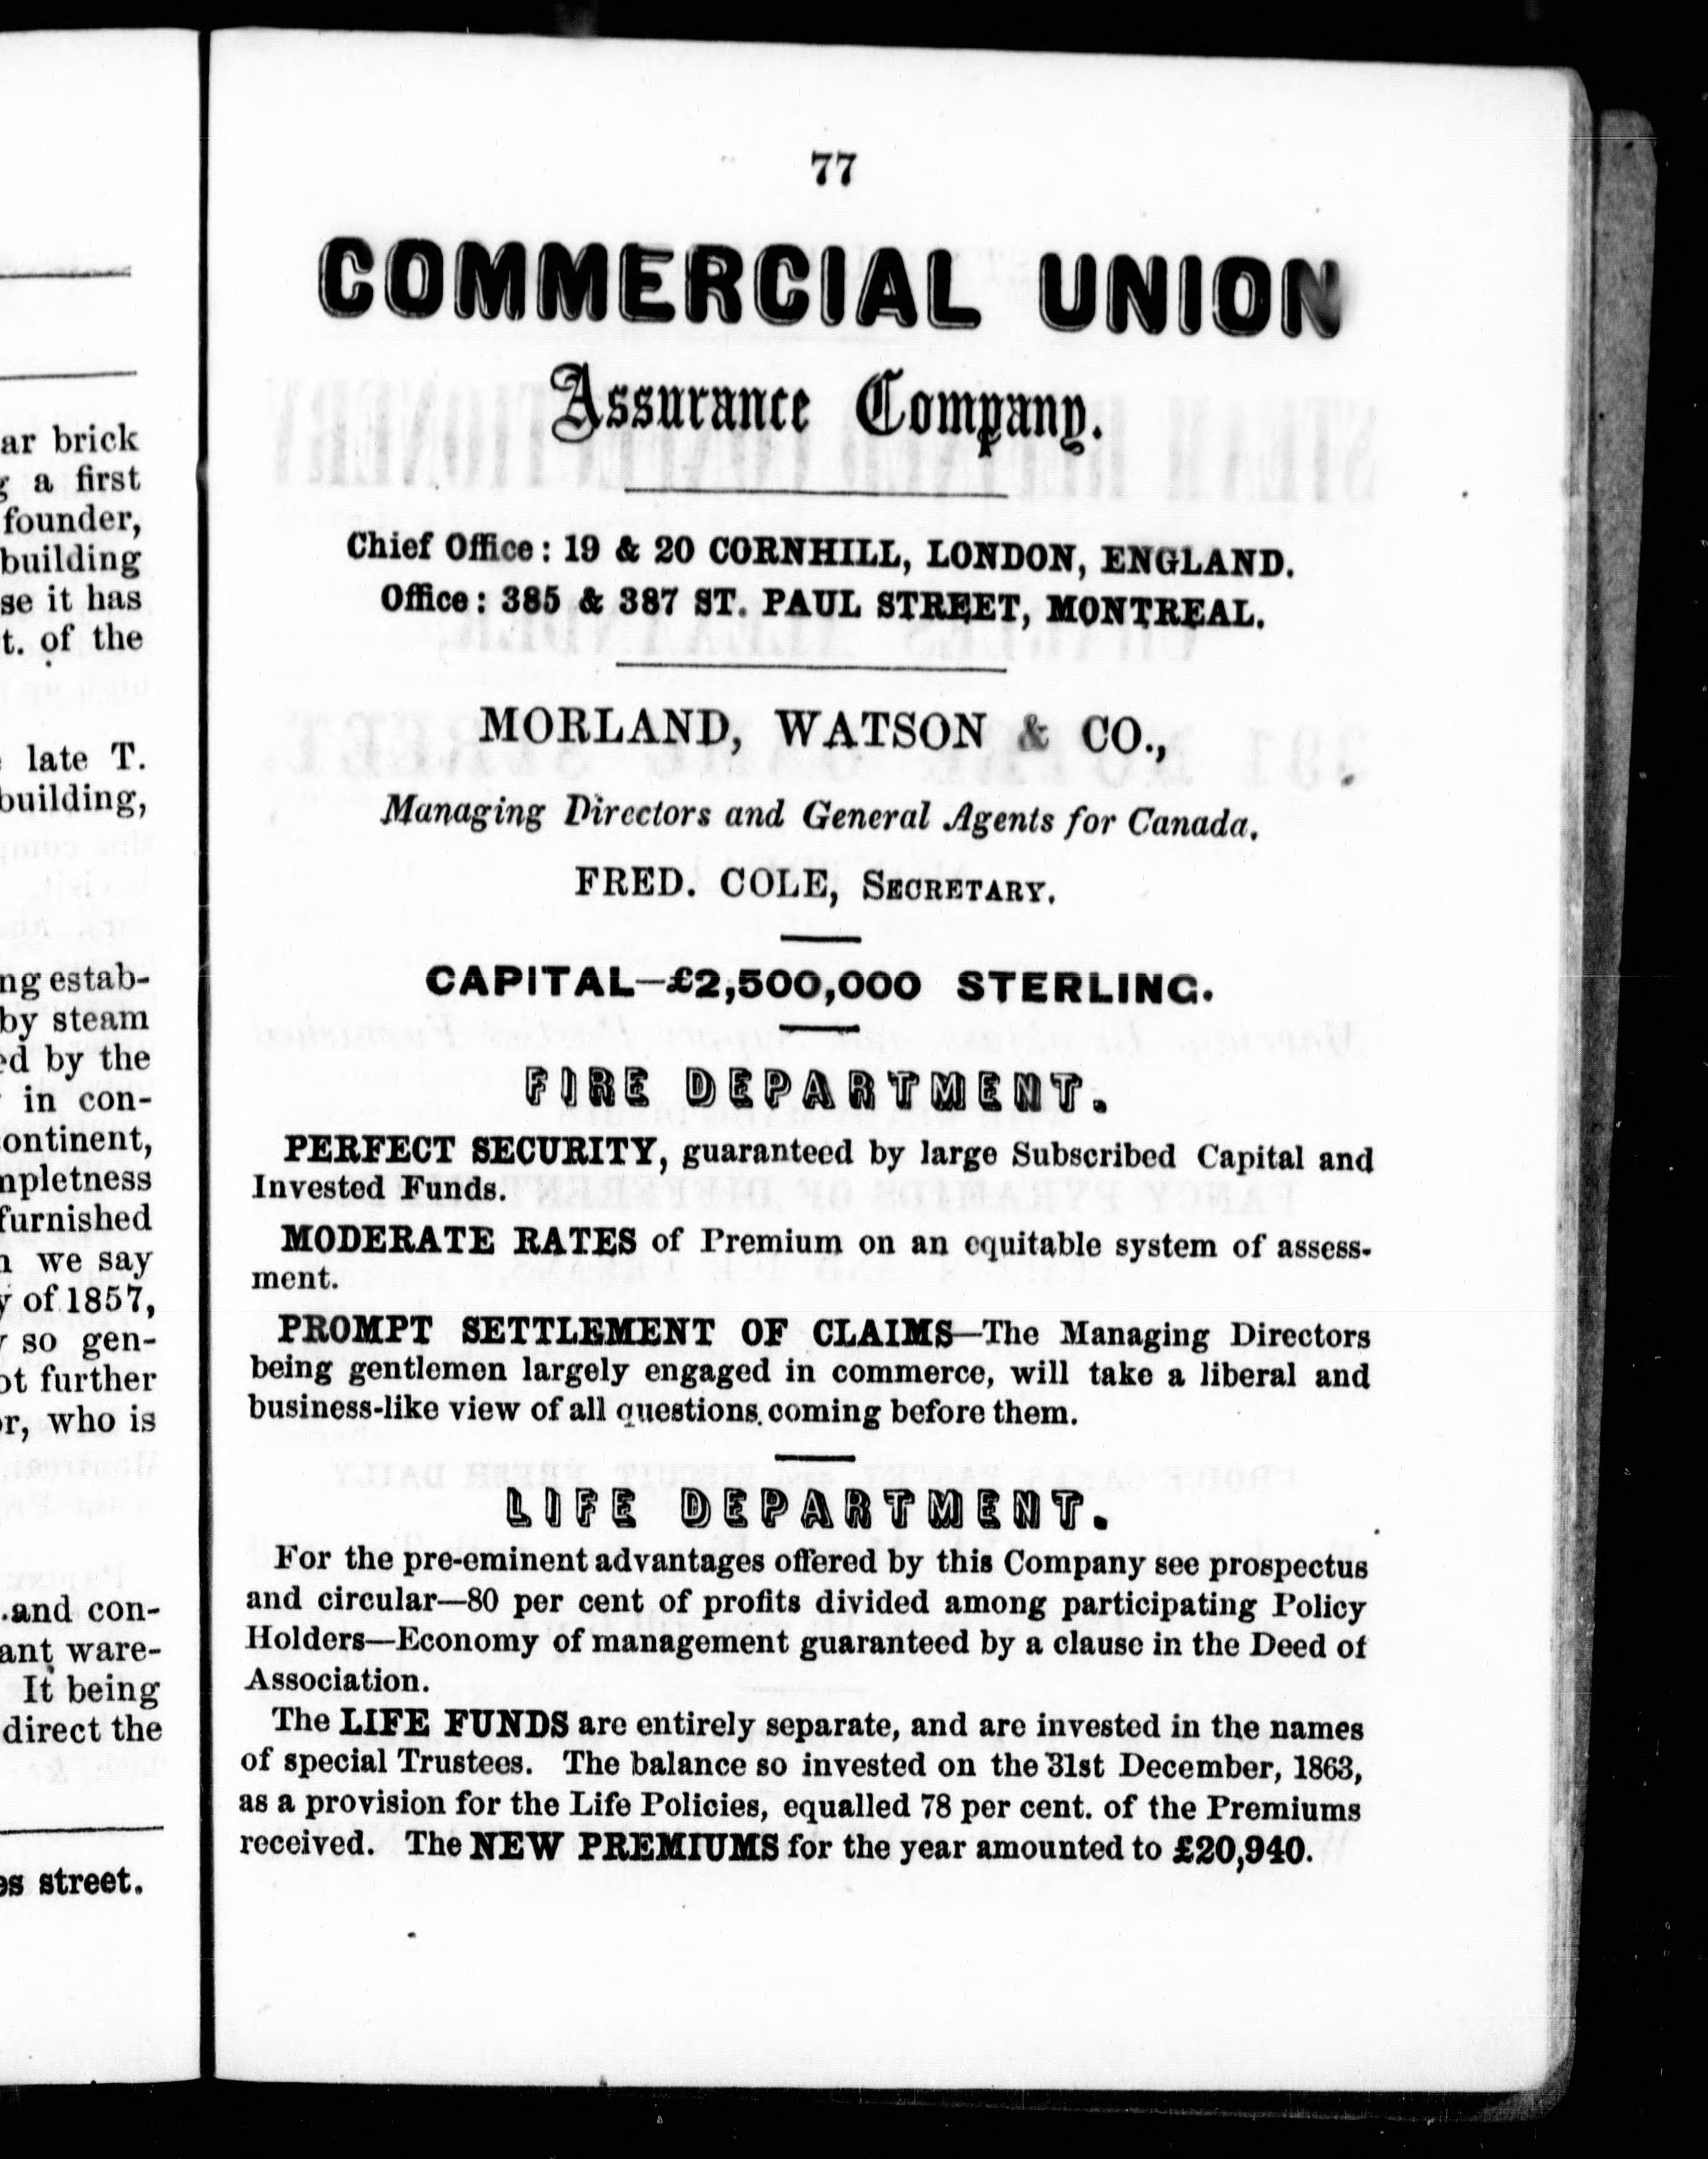 ar brick
a first
founder,
building
se it has
t. of the
late T.
building,
ng estab-
by steam
ed by the
in con-
ontinent,
mpletness
furnished
we say
of 1857,
so gen-
ot further
or, who is
and con-
ant ware-
It being
direct the
es street.
77
COMMERCIAL UNION
Assurance Company.
Chief Office: 19 & 20 CORNHILL, LONDON, ENGLAND.
Office: 385 & 387 ST. PAUL STREET, MONTREAL.
MORLAND, WATSON & CO.,
Managing Directors and General Agents for Canada.
FRED. COLE, SECRETARY.
CAPITAL—£2,500,000 STERLING.
FIRE DEPARTMENT.
PERFECT SECURITY, guaranteed by large Subscribed Capital and
Invested Funds.
MODERATE RATES of Premium on an equitable system of assess-
ment.
PROMPT SETTLEMENT OF CLAIMS—The Managing Directors
being gentlemen largely engaged in commerce, will take a liberal and
business-like view of all questions coming before them.
LIFE DEPARTMENT.
For the pre-eminent advantages offered by this Company see prospectus
and circular—80 per cent of profits divided among participating Policy
Holders—Economy of management guaranteed by a clause in the Deed of
Association.
The LIFE FUNDS are entirely separate, and are invested in the names
of special Trustees. The balance so invested on the 31st December, 1863,
as a provision for the Life Policies, equalled 78 per cent. of the Premiums
received. The NEW PREMIUMS for the year amounted to £20,940.